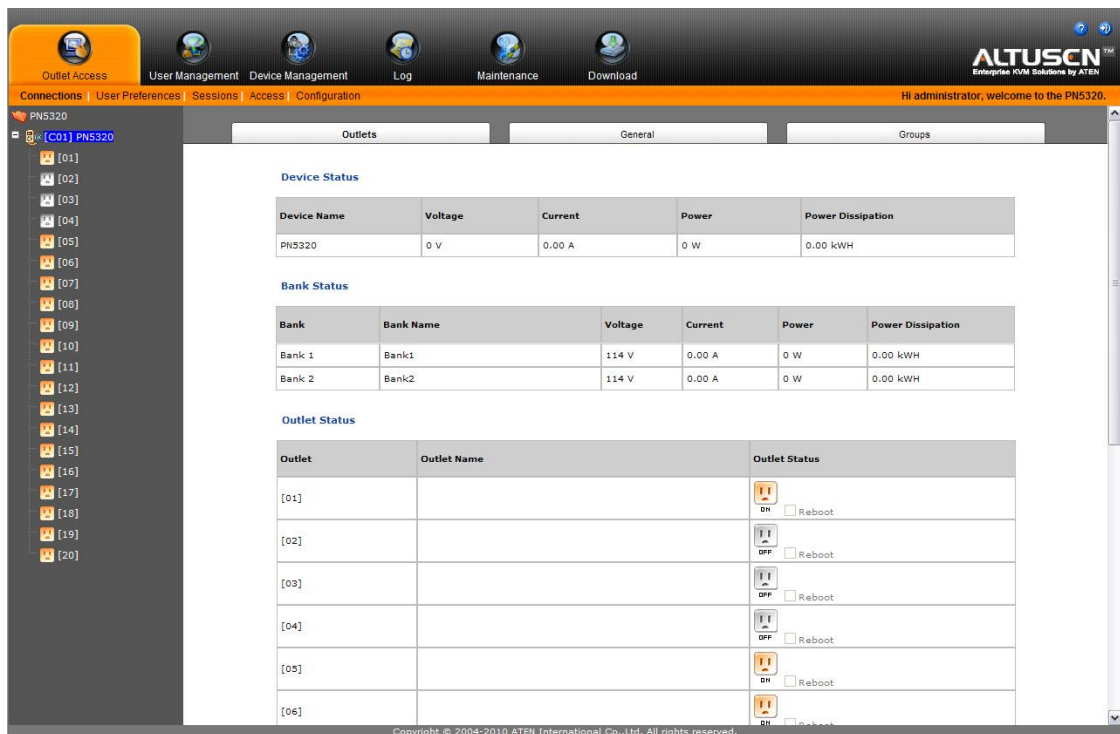 Outlet Access User Management Device Management Log Maintenance Download
ALTUSEN™
Enterprise KVM Solutions by ATEN
Connections | User Preferences | Sessions | Access | Configuration
Hi administrator, welcome to the PN5320.
PN5320
[C01] PN5320
[01]
[02]
[03]
[04]
[05]
[06]
[07]
[08]
[09]
[10]
[11]
[12]
[13]
[14]
[15]
[16]
[17]
[18]
[19]
[20]
Outlets General Groups
Device Status
Device Name Voltage Current Power Power Dissipation
PN5320 0 V 0.00 A 0 W 0.00 kWH
Bank Status
Bank Bank Name Voltage Current Power Power Dissipation
Bank 1 Bank1 114 V 0.00 A 0 W 0.00 kWH
Bank 2 Bank2 114 V 0.00 A 0 W 0.00 kWH
Outlet Status
Outlet Outlet Name Outlet Status
[01] ON Reboot
[02] OFF Reboot
[03] OFF Reboot
[04] OFF Reboot
[05] ON Reboot
[06] ON Reboot
Copyright © 2004-2010 ATEN International Co.,Ltd. All rights reserved.